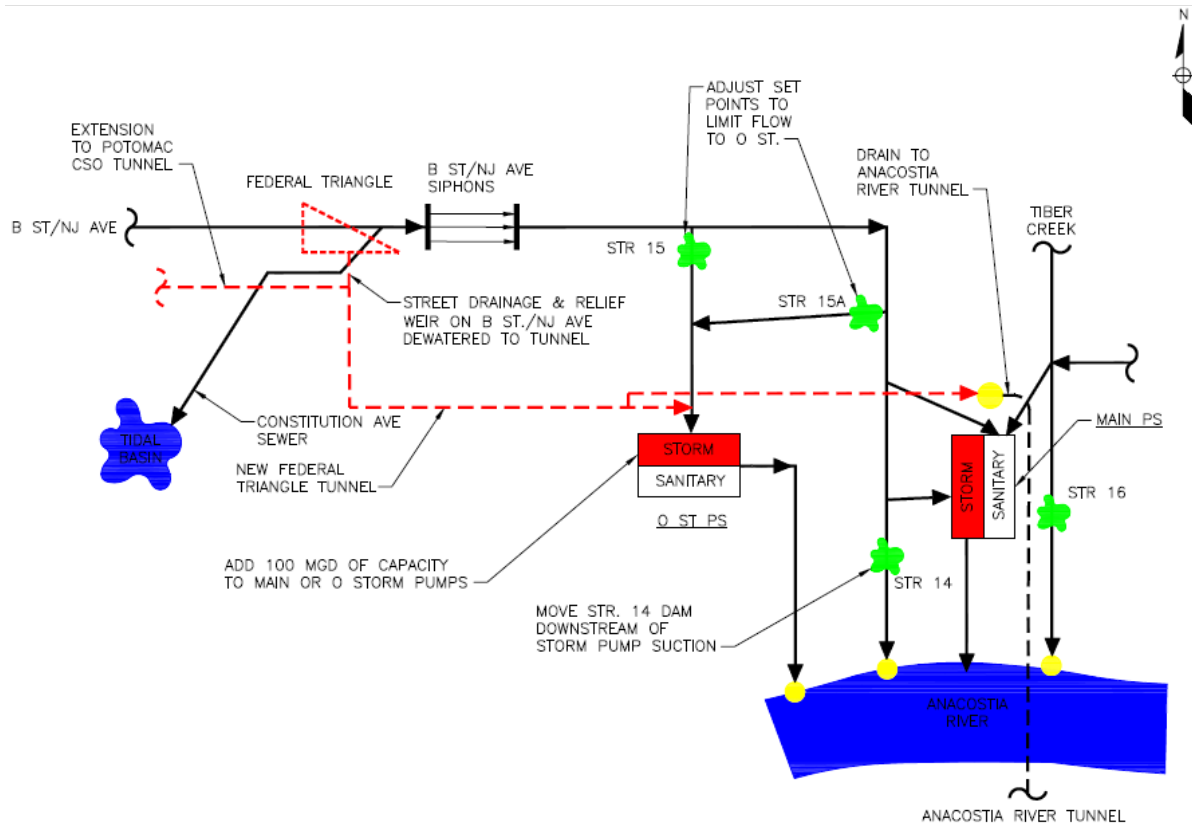 N
ADJUST SET
POINTS TO
LIMIT FLOW
TO O ST.
EXTENSION
TO POTOMAC
CSO TUNNEL
B ST/NJ AVE
SIPHONS
DRAIN TO
ANACOSTIA
RIVER TUNNEL
FEDERAL TRIANGLE
TIBER
CREEK
B ST/NJ AVE
STR 15
STR 15A
STREET DRAINAGE & RELIEF
WEIR ON B ST./NJ AVE
DEWATERED TO TUNNEL
CONSTITUTION AVE
SEWER
TIDAL
BASIN
NEW FEDERAL
TRIANGLE TUNNEL
STORM
SANITARY
O ST PS
MAIN PS
STORM
SANITARY
STR 16
ADD 100 MGD OF CAPACITY
TO MAIN OR O STORM PUMPS
STR 14
MOVE STR. 14 DAM
DOWNSTREAM OF
STORM PUMP SUCTION
ANACOSTIA
RIVER
ANACOSTIA RIVER TUNNEL